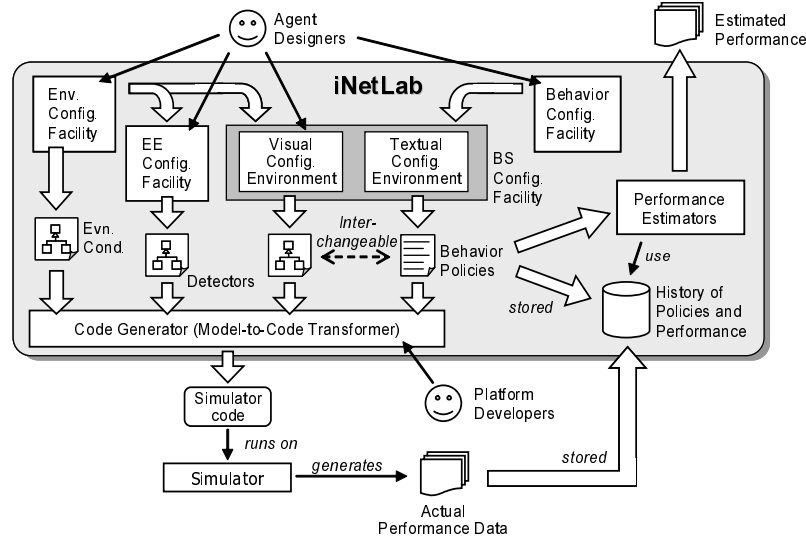 Agent
Designers
Estimated
Performance
iNetLab
Env.
Config.
Facility
EE
Config.
Facility
Visual
Config.
Environment
Textual
Config.
Environment
BS
Config.
Facility
Behavior
Config.
Facility
Performance
Estimators
Evn.
Cond.
Detectors
Inter-
changeable
Behavior
Policies
use
stored
History of
Policies and
Performance
Code Generator (Model-to-Code Transformer)
Simulator
code
Platform
Developers
runs on
Simulator
generates
stored
Actual
Performance Data